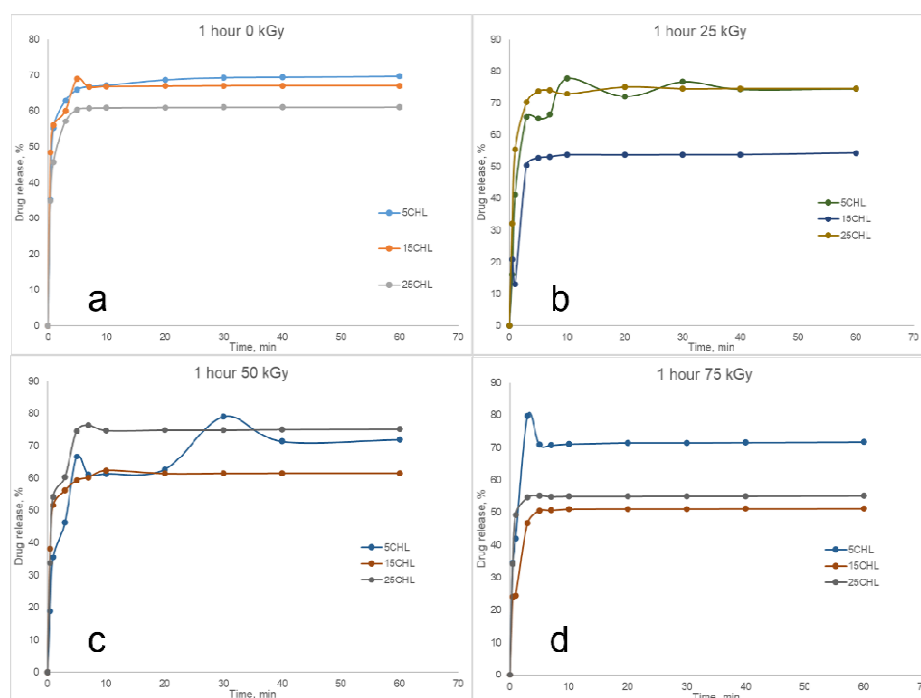 1 hour 0 kGy
80
70
60
50
40
30
20
10
0
Drug release, %
5CHL
15CHL
25CHL
a
0 10 20 30 40 50 60 70
Time, min
1 hour 25 kGy
90
80
70
60
50
40
30
20
10
0
Drug release, %
5CHL
15CHL
25CHL
b
0 10 20 30 40 50 60 70
Time, min
1 hour 50 kGy
90
80
70
60
50
40
30
20
10
0
Drug release, %
5CHL
15CHL
25CHL
c
0 10 20 30 40 50 60 70
Time, min
1 hour 75 kGy
90
80
70
60
50
40
30
20
10
0
Drug release, %
5CHL
15CHL
25CHL
d
0 10 20 30 40 50 60
Time, min